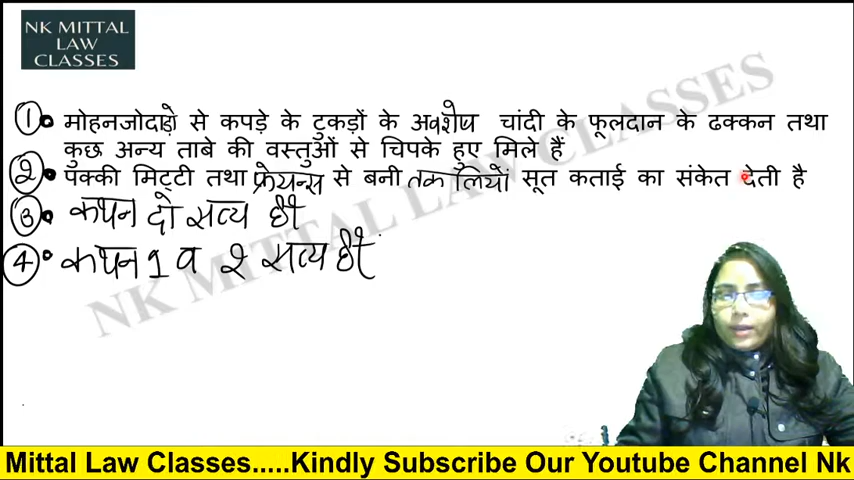 NK MITTAL
LAW
CLASSES
① मोहनजोदाड़ो से कपड़े के टुकड़ों के अवशेष चांदी के फूलदान के ढक्कन तथा
कुछ अन्य ताबे की वस्तुओं से चिपके हुए मिले हैं
② पक्की मिट्टी तथा फ्रेयन्स से बनी तकलियों सूत कताई का संकेत देती है
③ कथन दो सत्य है
④ कथन 1 व 2 सत्य है
NK MITTAL LAW CLASSES
Mittal Law Classes.....Kindly Subscribe Our Youtube Channel Nk